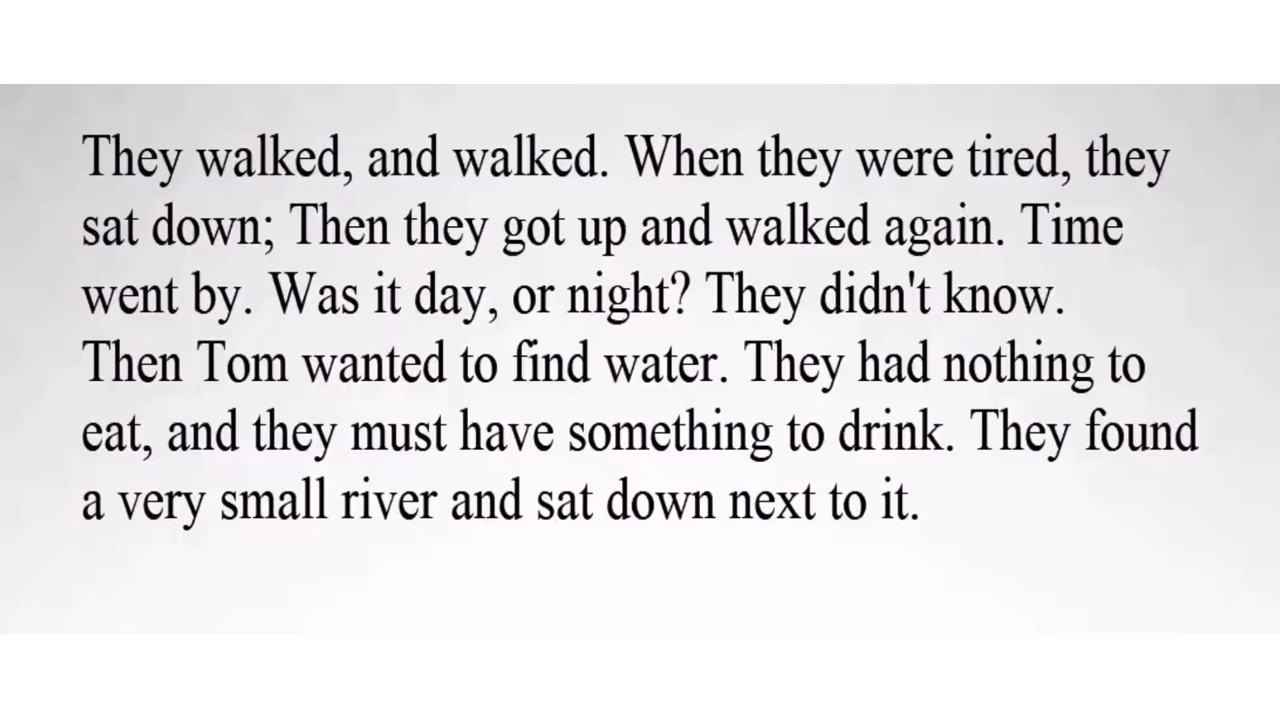 They walked, and walked. When they were tired, they
sat down; Then they got up and walked again. Time
went by. Was it day, or night? They didn't know.
Then Tom wanted to find water. They had nothing to
eat, and they must have something to drink. They found
a very small river and sat down next to it.